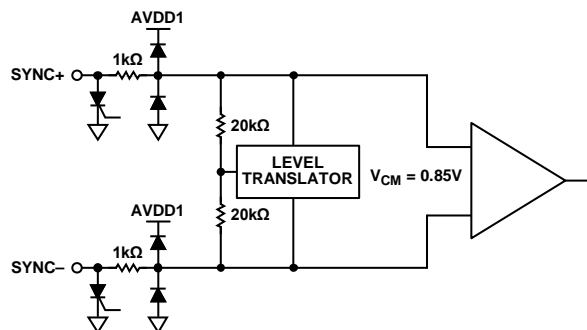 AVDD1
1kΩ
SYNC+
20kΩ
LEVEL
TRANSLATOR
VCM = 0.85V
20kΩ
AVDD1
1kΩ
SYNC–